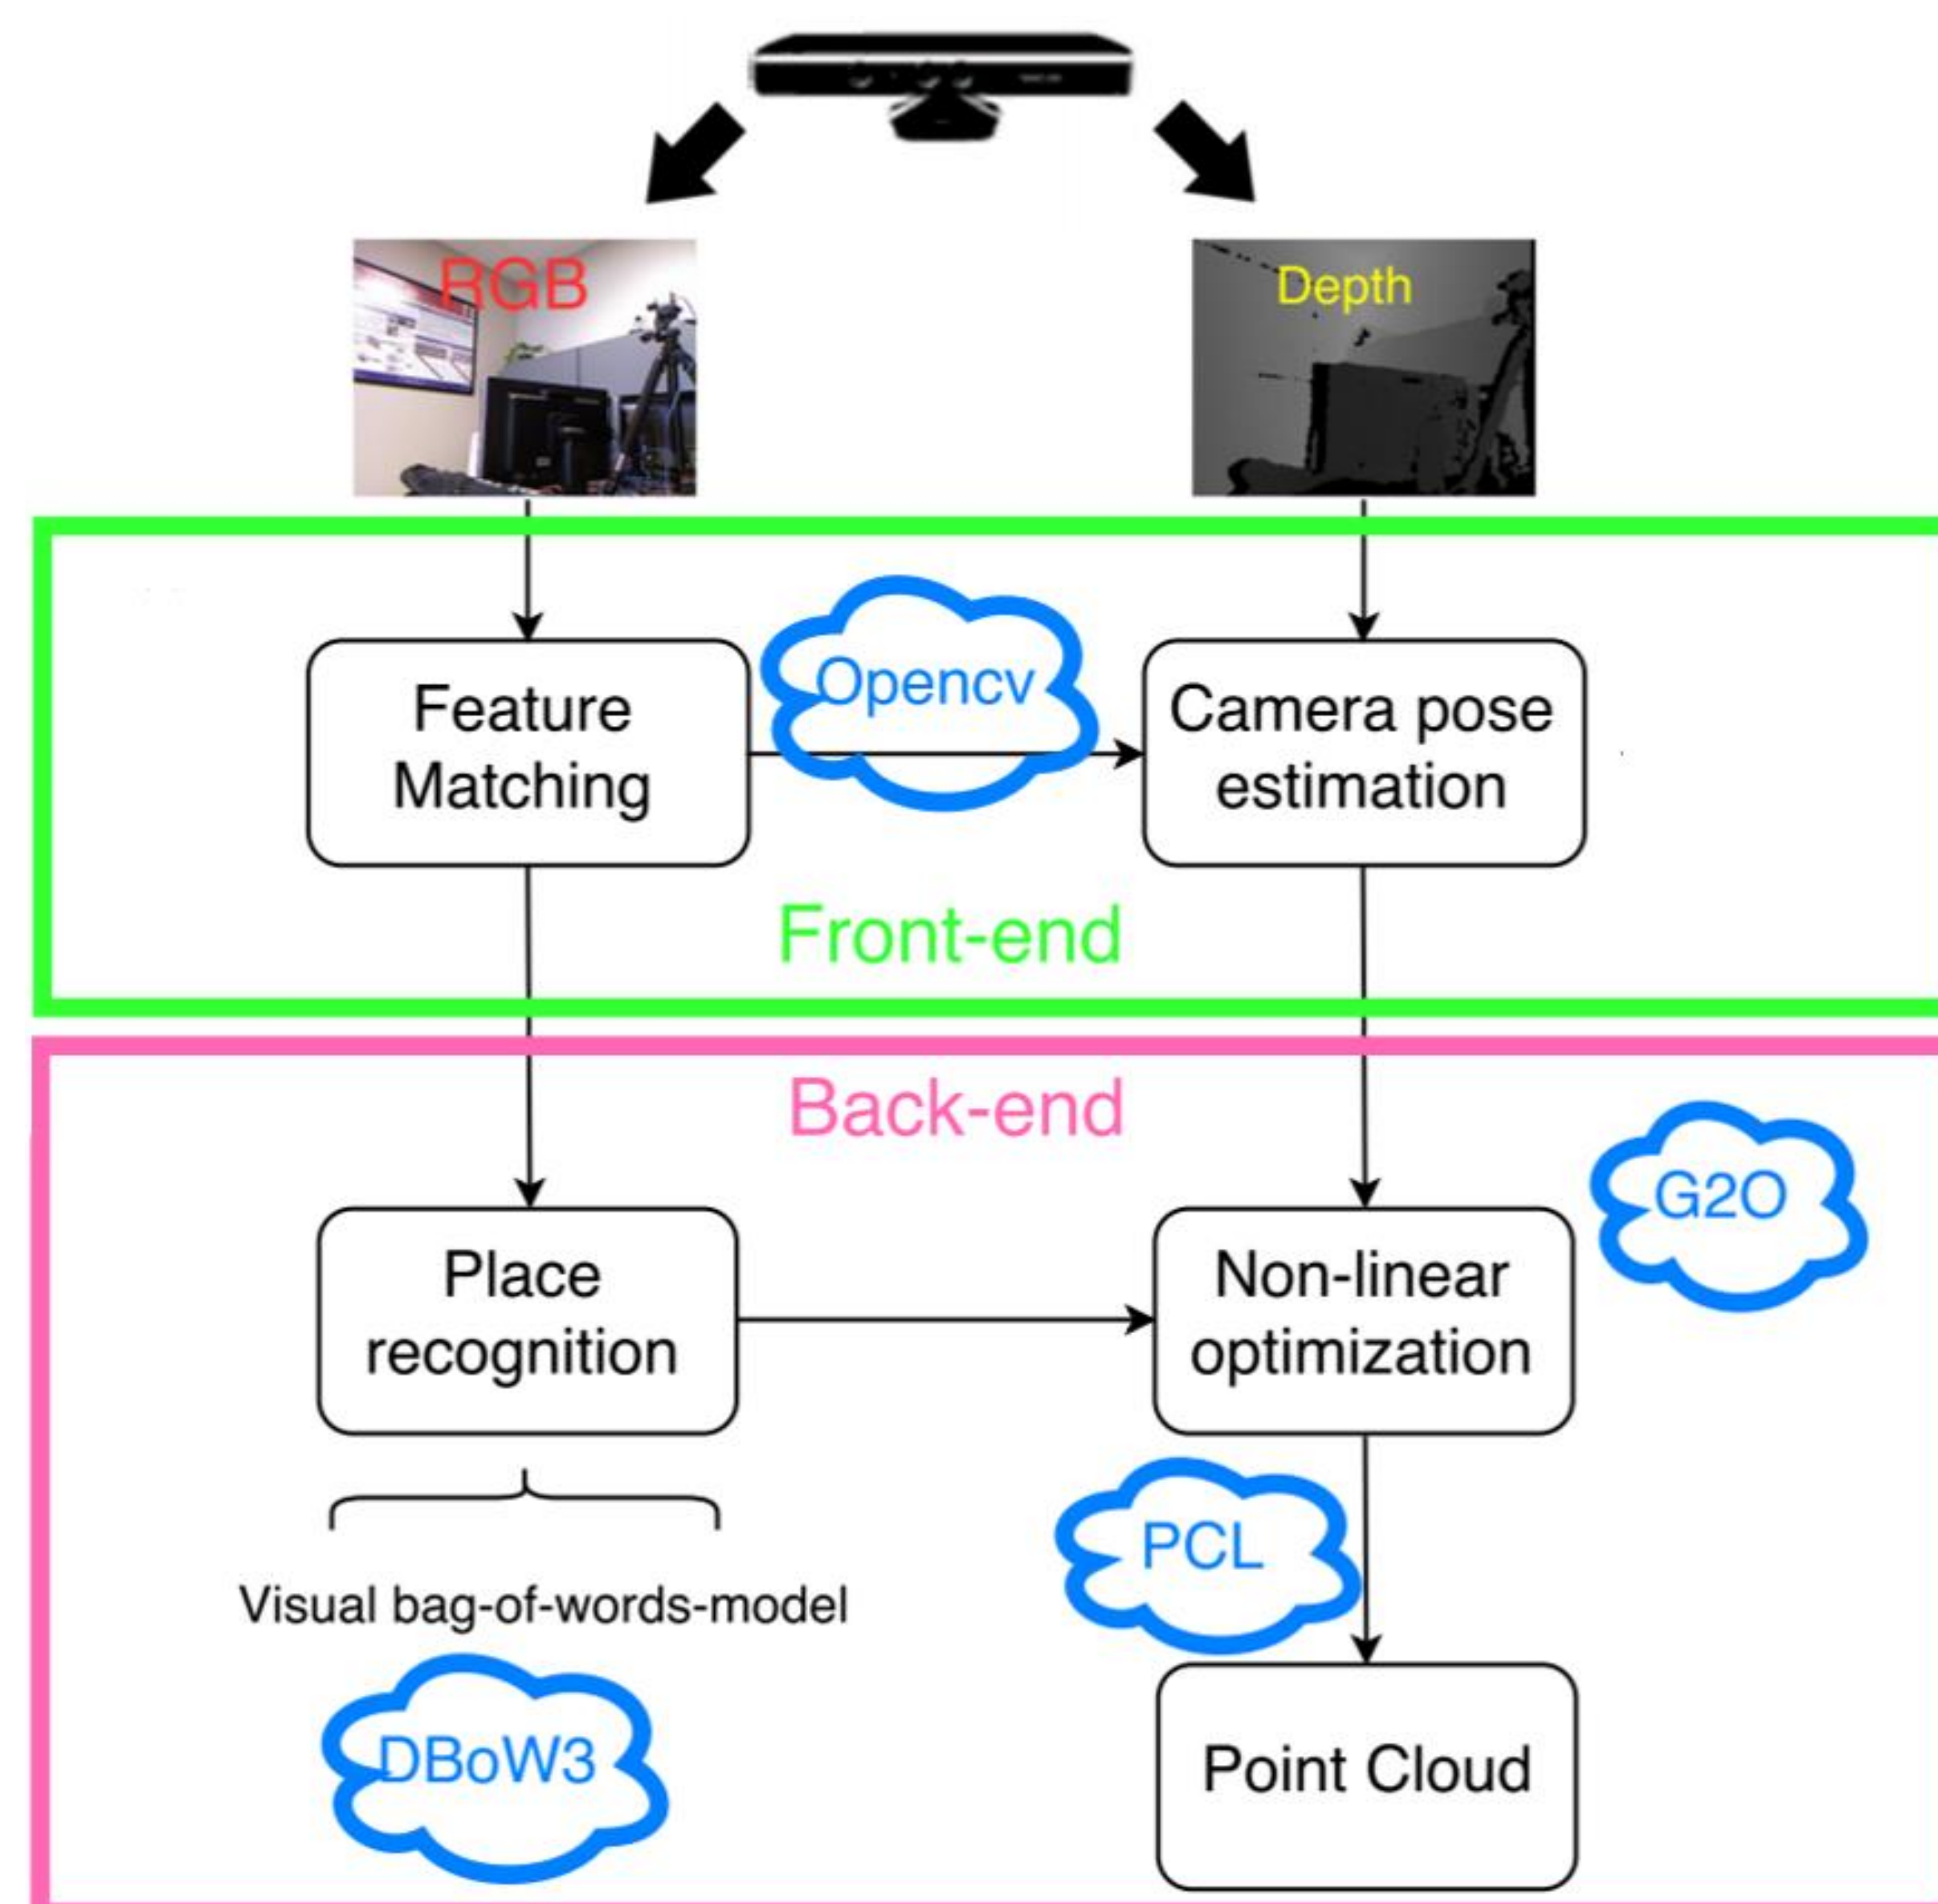 RGB
Depth
Opencv
Feature
Matching
Camera pose
estimation
Front-end
Back-end
G2O
Place
recognition
Non-linear
optimization
PCL
Visual bag-of-words-model
DBoW3
Point Cloud